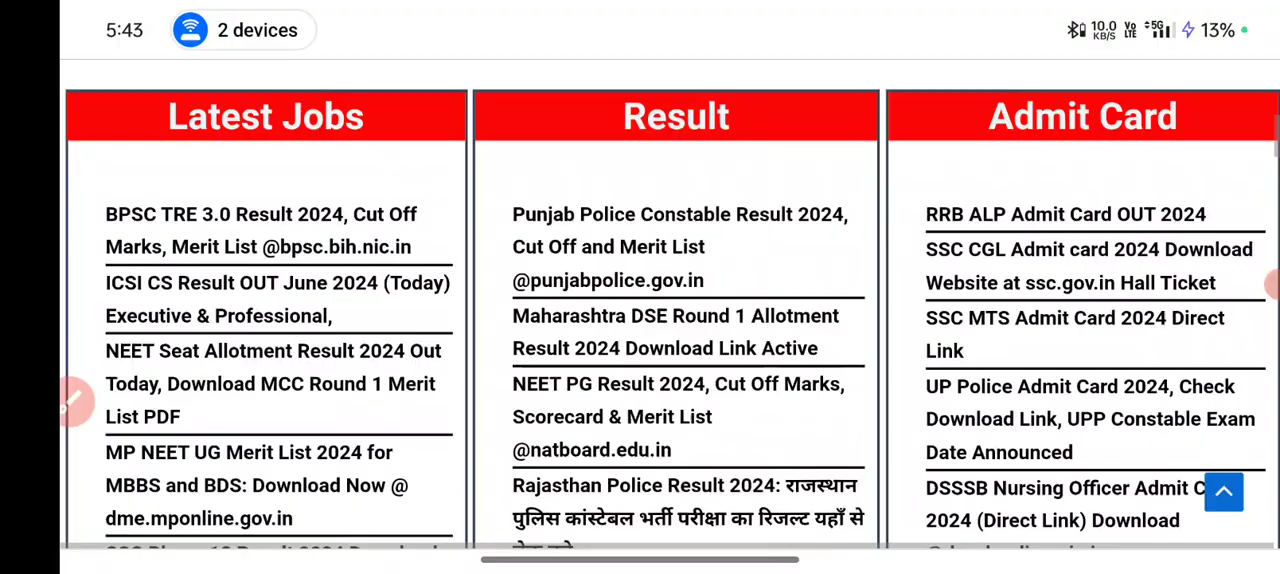 5:43
2 devices
10.0
KB/S
Vo
LTE
5G
13%
Latest Jobs
BPSC TRE 3.0 Result 2024, Cut Off
Marks, Merit List @bpsc.bih.nic.in
ICSI CS Result OUT June 2024 (Today)
Executive & Professional,
NEET Seat Allotment Result 2024 Out
Today, Download MCC Round 1 Merit
List PDF
MP NEET UG Merit List 2024 for
MBBS and BDS: Download Now @
dme.mponline.gov.in
Result
Punjab Police Constable Result 2024,
Cut Off and Merit List
@punjabpolice.gov.in
Maharashtra DSE Round 1 Allotment
Result 2024 Download Link Active
NEET PG Result 2024, Cut Off Marks,
Scorecard & Merit List
@natboard.edu.in
Rajasthan Police Result 2024: राजस्थान
पुलिस कांस्टेबल भर्ती परीक्षा का रिजल्ट यहाँ से
Admit Card
RRB ALP Admit Card OUT 2024
SSC CGL Admit card 2024 Download
Website at ssc.gov.in Hall Ticket
SSC MTS Admit Card 2024 Direct
Link
UP Police Admit Card 2024, Check
Download Link, UPP Constable Exam
Date Announced
DSSSB Nursing Officer Admit
2024 (Direct Link) Download